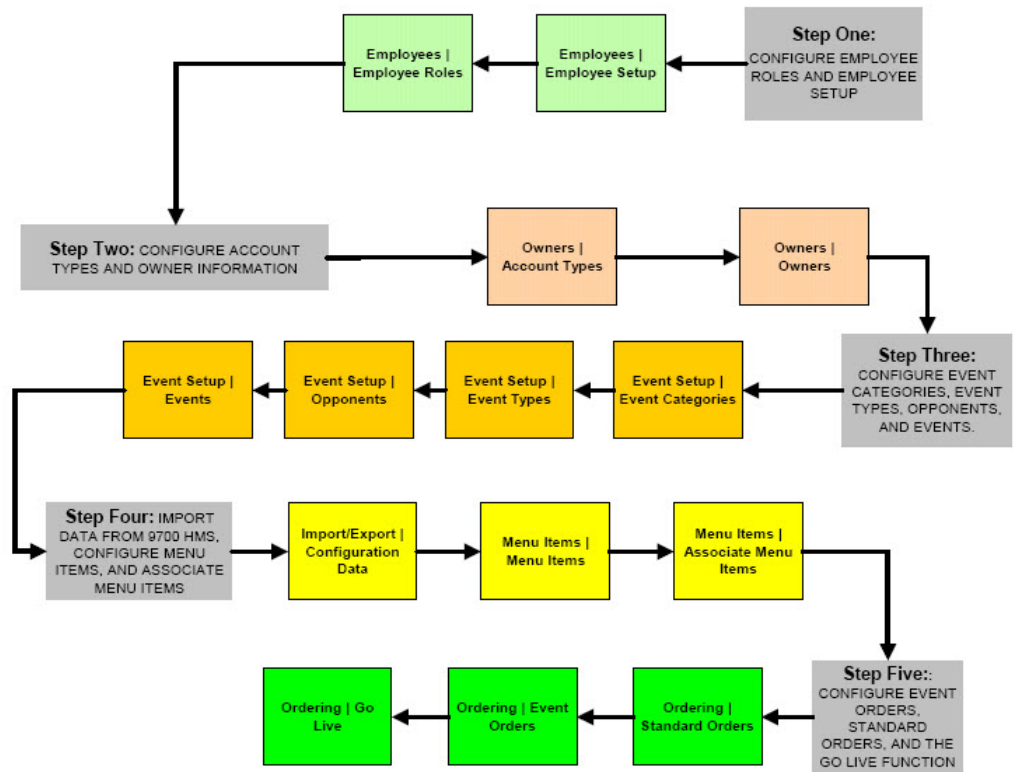 Step One:
CONFIGURE EMPLOYEE
ROLES AND EMPLOYEE
SETUP
Employees |
Employee Setup
Employees |
Employee Roles
Step Two: CONFIGURE ACCOUNT
TYPES AND OWNER INFORMATION
Owners |
Account Types
Owners |
Owners
Step Three:
CONFIGURE EVENT
CATEGORIES, EVENT
TYPES, OPPONENTS,
AND EVENTS.
Event Setup |
Event Categories
Event Setup |
Event Types
Event Setup |
Opponents
Event Setup |
Events
Step Four: IMPORT
DATA FROM 9700 HMS,
CONFIGURE MENU
ITEMS, AND ASSOCIATE
MENU ITEMS
Import/Export |
Configuration
Data
Menu Items |
Menu Items
Menu Items |
Associate Menu
Items
Step Five::
CONFIGURE EVENT
ORDERS,
STANDARD
ORDERS, AND THE
GO LIVE FUNCTION
Ordering |
Standard Orders
Ordering | Event
Orders
Ordering | Go
Live